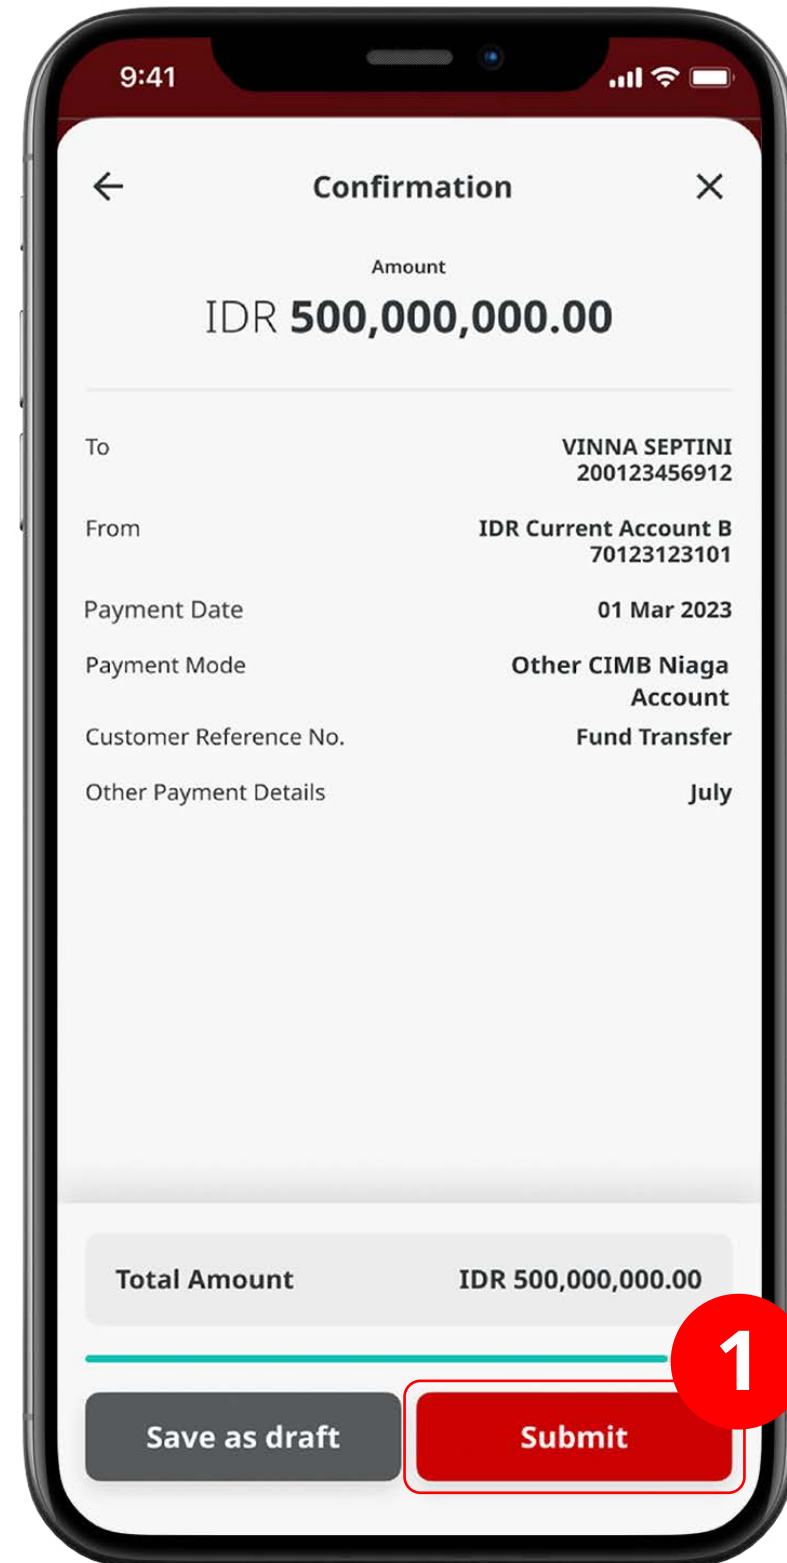 9:41
Confirmation
Amount
IDR 500,000,000.00
To VINNA SEPTINI
200123456912
From IDR Current Account B
70123123101
Payment Date 01 Mar 2023
Payment Mode Other CIMB Niaga
Account
Customer Reference No. Fund Transfer
Other Payment Details July
Total Amount IDR 500,000,000.00
1
Save as draft Submit